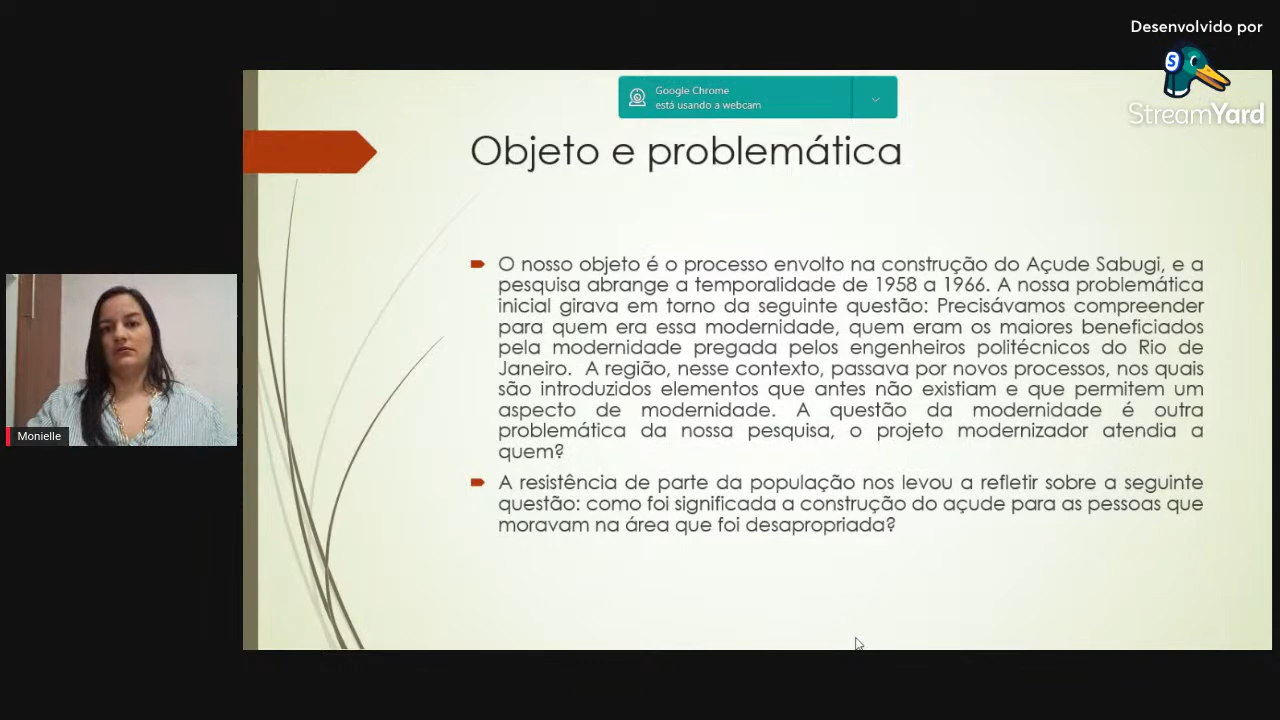 Desenvolvido por
StreamYard
Google Chrome
está usando a webcam
Objeto e problemática
O nosso objeto é o processo envolto na construção do Açude Sabugi, e a
pesquisa abrange a temporalidade de 1958 a 1966. A nossa problemática
inicial girava em torno da seguinte questão: Precisávamos compreender
para quem era essa modernidade, quem eram os maiores beneficiados
pela modernidade pregada pelos engenheiros politécnicos do Rio de
Janeiro. A região, nesse contexto, passava por novos processos, nos quais
são introduzidos elementos que antes não existiam e que permitem um
aspecto de modernidade. A questão da modernidade é outra
problemática da nossa pesquisa, o projeto modernizador atendia a
quem?
A resistência de parte da população nos levou a refletir sobre a seguinte
questão: como foi significada a construção do açude para as pessoas que
moravam na área que foi desapropriada?
Monielle